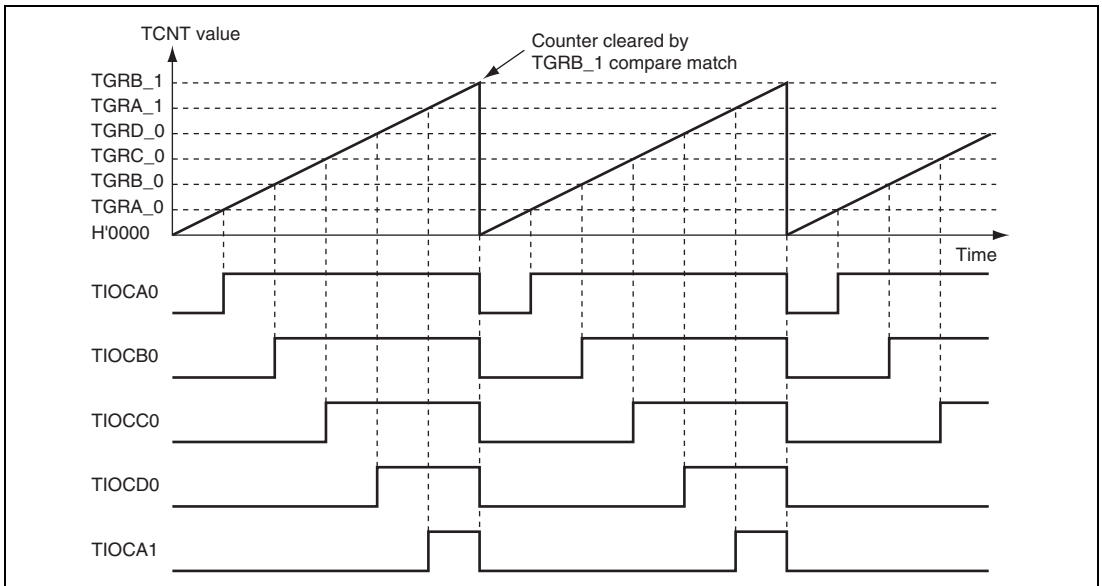 TCNT value
Counter cleared by
TGRB_1 compare match
TGRB_1
TGRA_1
TGRD_0
TGRC_0
TGRB_0
TGRA_0
H'0000
Time
TIOCA0
TIOCB0
TIOCC0
TIOCD0
TIOCA1